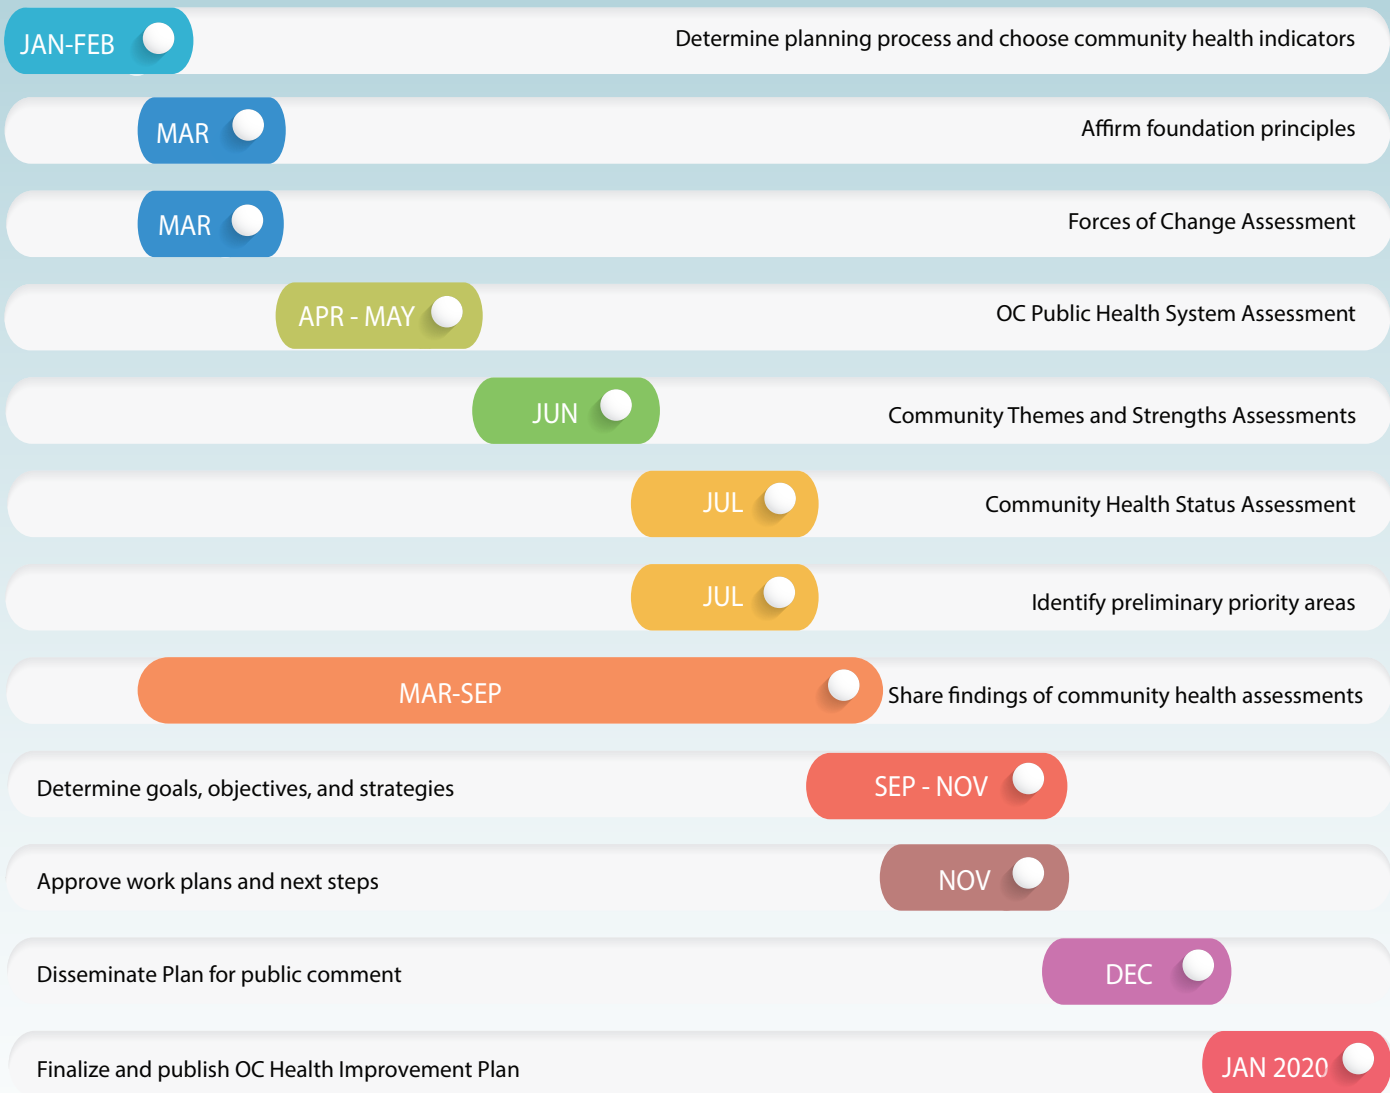 JAN-FEB Determine planning process and choose community health indicators
MAR Affirm foundation principles
MAR Forces of Change Assessment
APR - MAY OC Public Health System Assessment
JUN Community Themes and Strengths Assessments
JUL Community Health Status Assessment
JUL Identify preliminary priority areas
MAR-SEP Share findings of community health assessments
Determine goals, objectives, and strategies SEP - NOV
Approve work plans and next steps NOV
Disseminate Plan for public comment DEC
Finalize and publish OC Health Improvement Plan JAN 2020